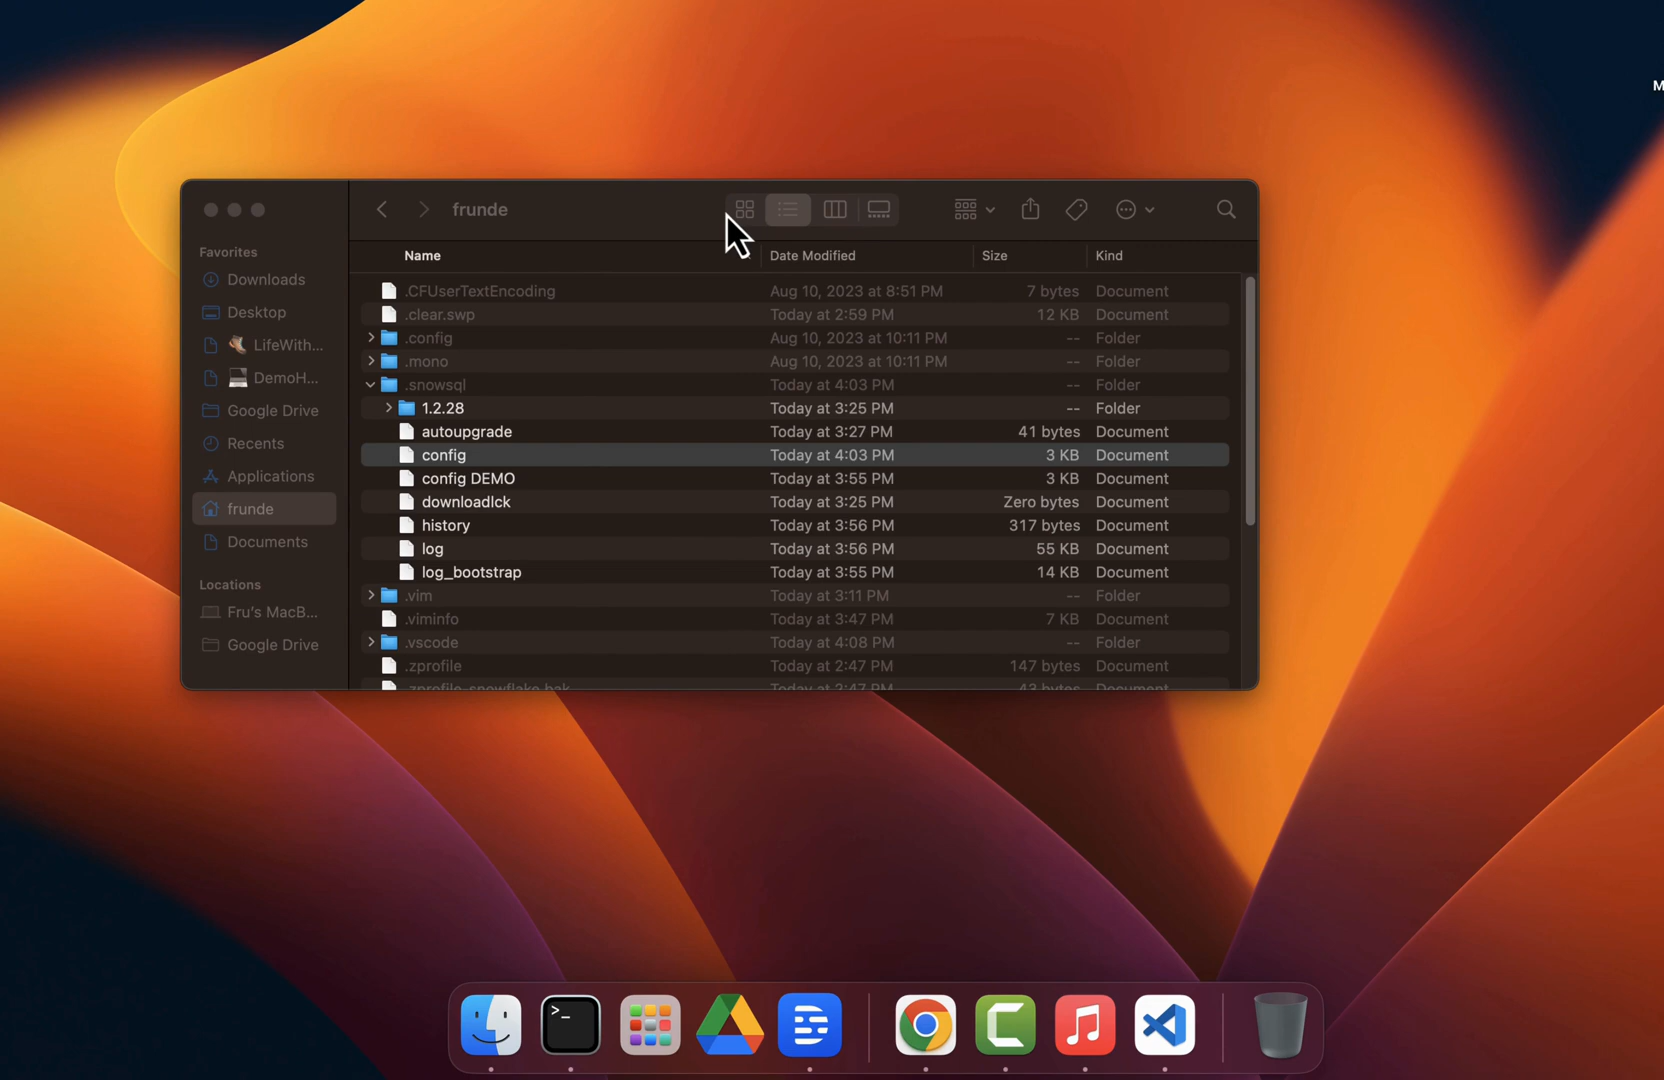 M
frunde
Favorites
Downloads
Desktop
LifeWith...
DemoH...
Google Drive
Recents
Applications
frunde
Documents
Locations
Fru's MacB...
Google Drive
Name Date Modified Size Kind
.CFUserTextEncoding Aug 10, 2023 at 8:51 PM 7 bytes Document
.clear.swp Today at 2:59 PM 12 KB Document
.config Aug 10, 2023 at 10:11 PM -- Folder
.mono Aug 10, 2023 at 10:11 PM -- Folder
.snowsql Today at 4:03 PM -- Folder
1.2.28 Today at 3:25 PM -- Folder
autoupgrade Today at 3:27 PM 41 bytes Document
config Today at 4:03 PM 3 KB Document
config DEMO Today at 3:55 PM 3 KB Document
downloadlck Today at 3:25 PM Zero bytes Document
history Today at 3:56 PM 317 bytes Document
log Today at 3:56 PM 55 KB Document
log_bootstrap Today at 3:55 PM 14 KB Document
.vim Today at 3:11 PM -- Folder
.viminfo Today at 3:47 PM 7 KB Document
.vscode Today at 4:08 PM -- Folder
.zprofile Today at 2:47 PM 147 bytes Document
.zprofile_snowflake.bak Today at 2:47 PM 43 bytes Document
>_